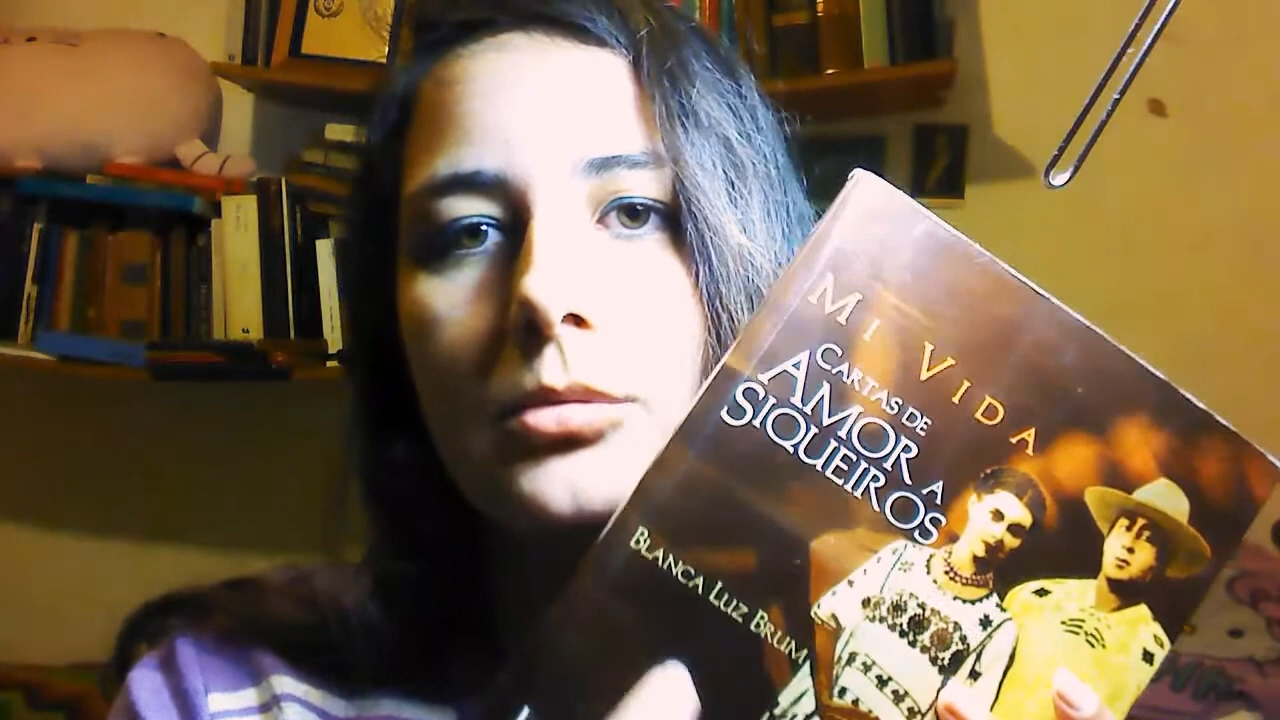 MI VIDA
CARTAS DE
AMOR A
SIQUEIROS
BLANCA LUZ BRUM